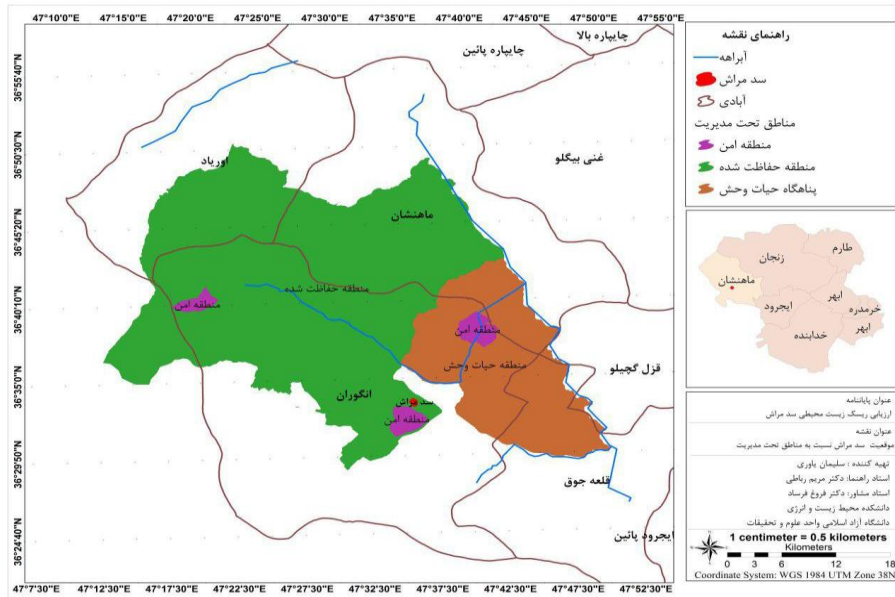 47°10'0"E 47°15'0"E 47°20'0"E 47°25'0"E 47°30'0"E 47°35'0"E 47°40'0"E 47°45'0"E 47°50'0"E 47°55'0"E
36°55'40"N
36°50'30"N
36°45'20"N
36°40'10"N
36°35'0"N
36°29'50"N
36°24'40"N
چایپاره بالا
چایپاره پائین
اوریاد
غنی بیگلو
ماهنشان
منطقه حفاظت شده
منطقه امن
منطقه امن
منطقه حیات وحش
قزل گچیلو
انگوران
سد مراش
منطقه امن
قلعه جوق
ایجرود پائین
47°7'30"E 47°12'30"E 47°17'30"E 47°22'30"E 47°27'30"E 47°32'30"E 47°37'30"E 47°42'30"E 47°47'30"E 47°52'30"E
راهنمای نقشه
آبراهه
سد مراش
آبادی
مناطق تحت مدیریت
منطقه امن
منطقه حفاظت شده
پناهگاه حیات وحش
طارم
زنجان
ماهنشان
ابهر
ایجرود
خرمدره
ابهر
خدابنده
عنوان پایاننامه
ارزیابی ریسک زیست محیطی سد مراش
عنوان نقشه
موقعیت سد مراش نسبت به مناطق تحت مدیریت
تهیه کننده : سلیمان یاوری
استاد راهنما: دکتر مریم رباطی
استاد مشاور: دکتر فروغ فرساد
دانشکده محیط زیست و انرژی
دانشگاه آزاد اسلامی واحد علوم و تحقیقات
1 centimeter = 0.5 kilometers
Kilometers
0 3 6 12 18
Coordinate System: WGS 1984 UTM Zone 38N